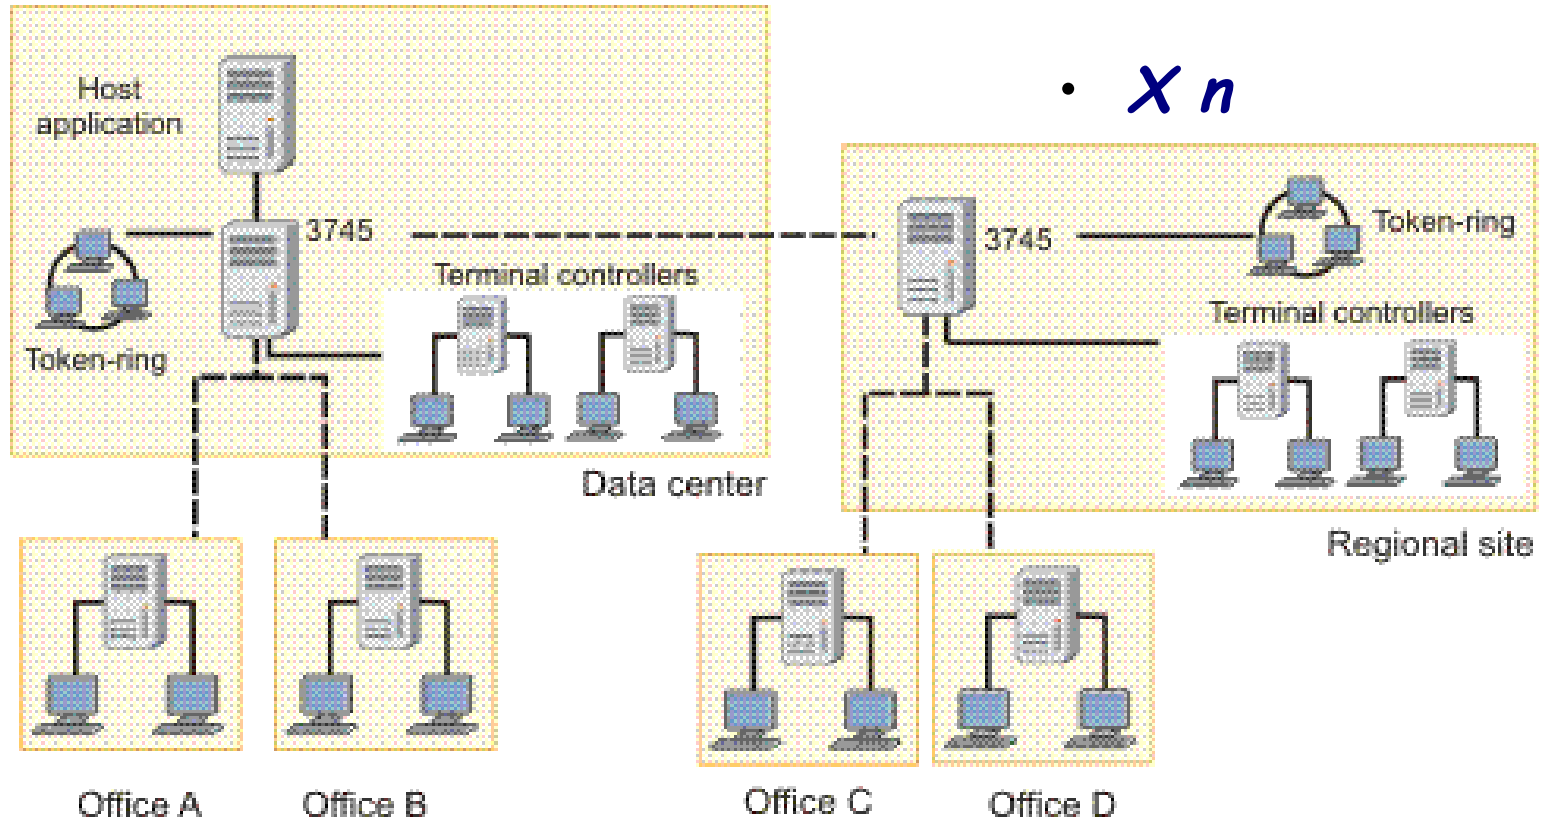 • X n
Host
application
3745
3745
Token-ring
Terminal controllers
Token-ring
Terminal controllers
Data center
Regional site
Office A
Office B
Office C
Office D